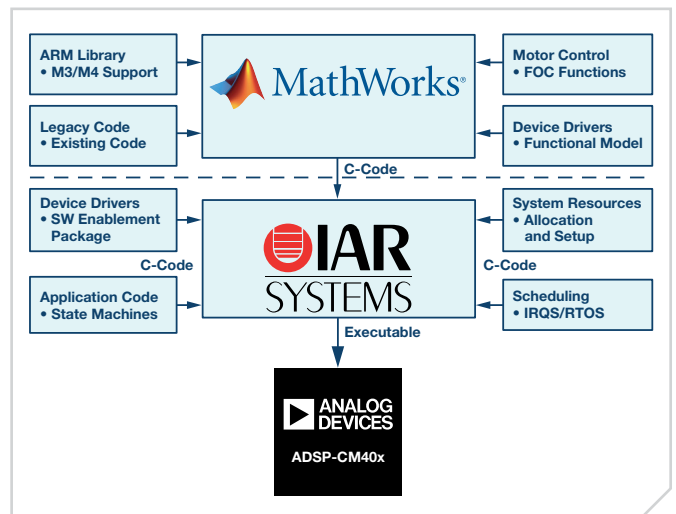 ARM Library
• M3/M4 Support
MathWorks®
Motor Control
• FOC Functions
Legacy Code
• Existing Code
Device Drivers
• Functional Model
C-Code
Device Drivers
• SW Enablement
Package
IAR
SYSTEMS
System Resources
• Allocation
and Setup
C-Code
C-Code
Application Code
• State Machines
Scheduling
• IRQS/RTOS
Executable
ANALOG
DEVICES
ADSP-CM40x